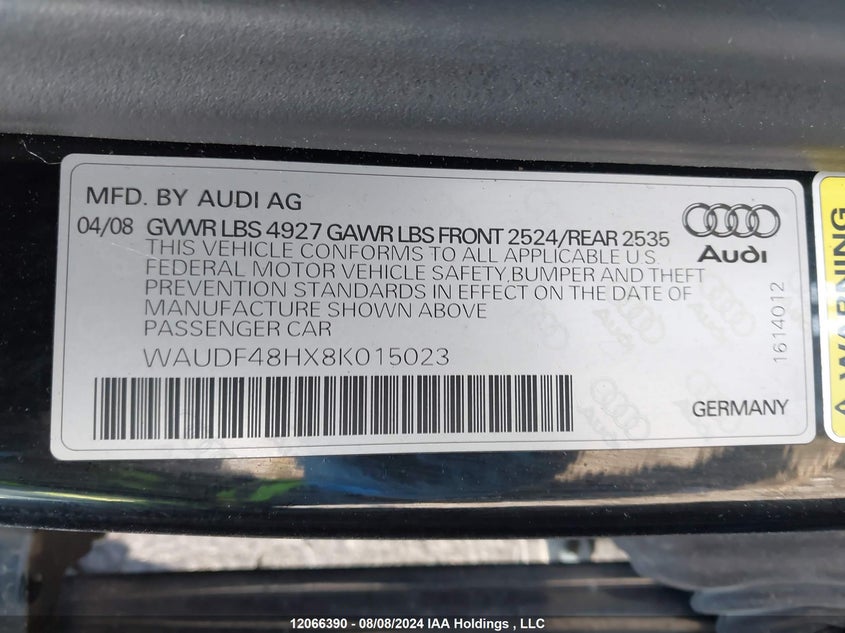 MFD. BY AUDI AG
04/08 GVWR LBS 4927 GAWR LBS FRONT 2524/REAR 2535
THIS VEHICLE CONFORMS TO ALL APPLICABLE U.S.
FEDERAL MOTOR VEHICLE SAFETY,BUMPER AND THEFT
PREVENTION STANDARDS IN EFFECT ON THE DATE OF
MANUFACTURE SHOWN ABOVE
PASSENGER CAR
WAUDF48HX8K015023
Audi
1614012
GERMANY
WARNING
12066390 - 08/08/2024 IAA Holdings , LLC